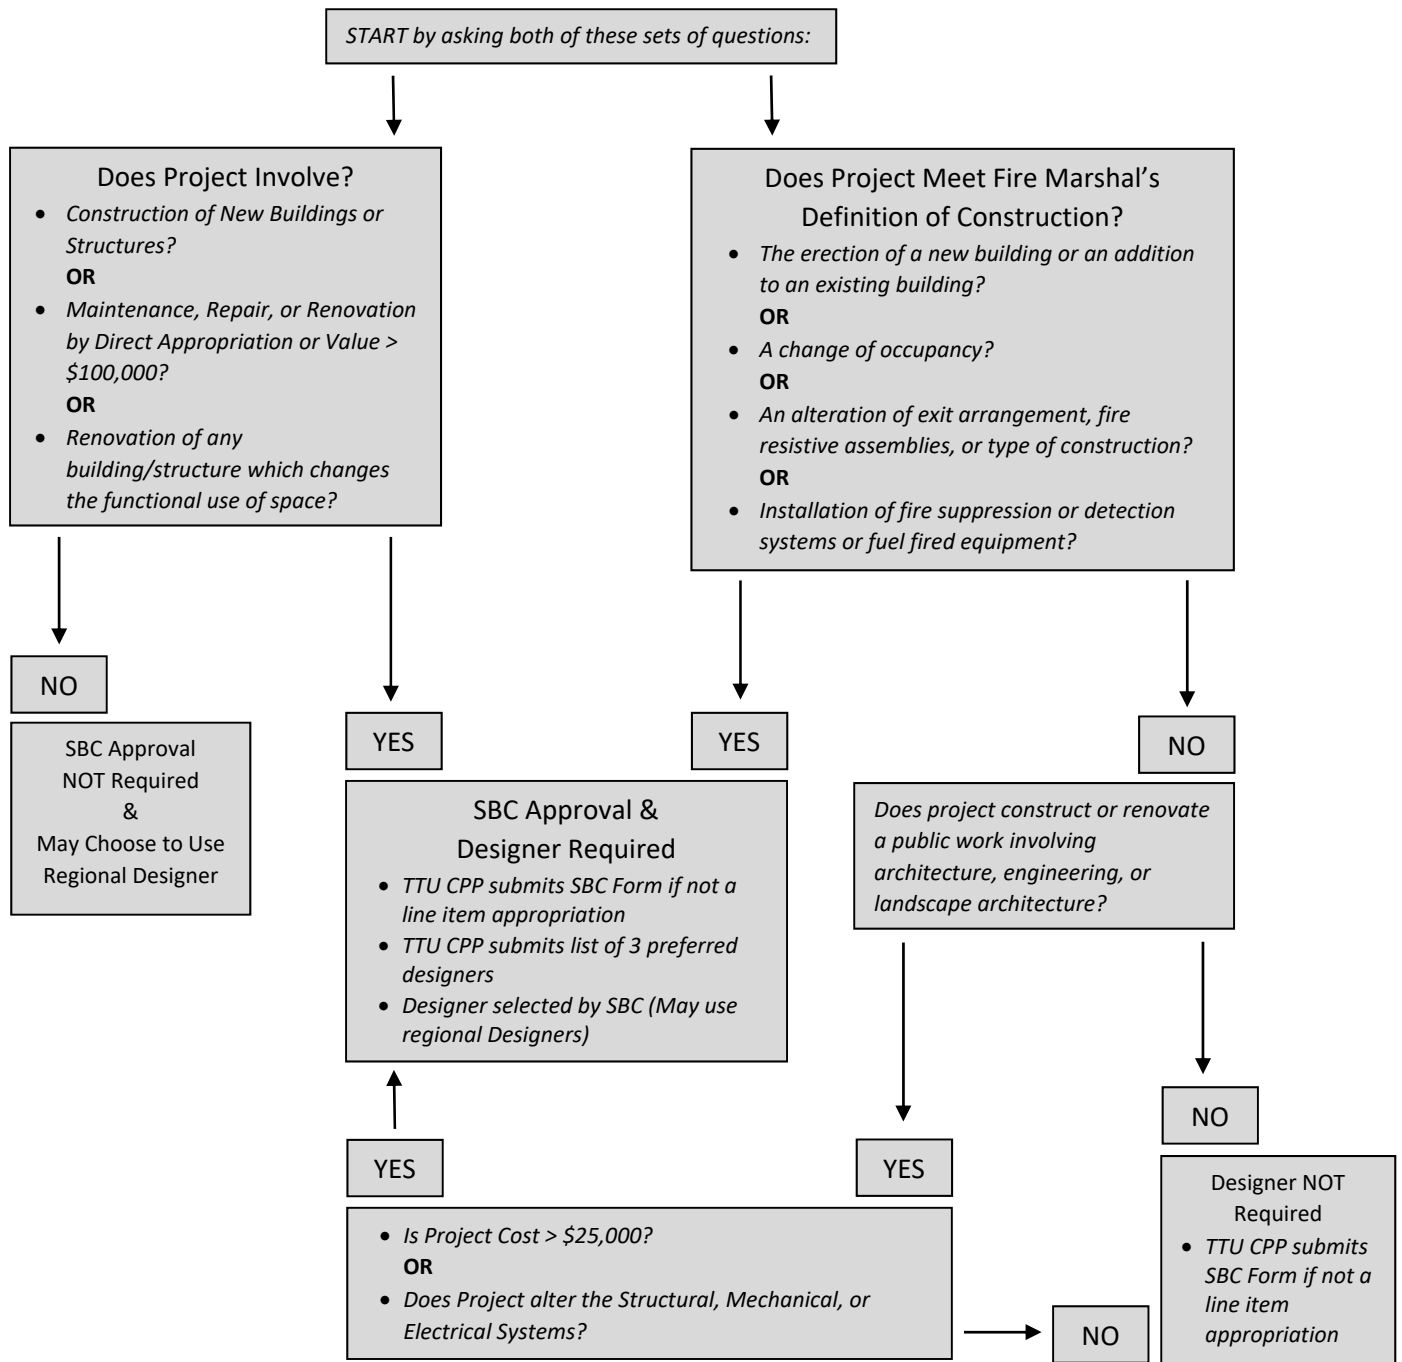 START by asking both of these sets of questions:
Does Project Involve?
• Construction of New Buildings or
Structures?
OR
• Maintenance, Repair, or Renovation
by Direct Appropriation or Value >
$100,000?
OR
• Renovation of any
building/structure which changes
the functional use of space?
Does Project Meet Fire Marshal’s
Definition of Construction?
• The erection of a new building or an addition
to an existing building?
OR
• A change of occupancy?
OR
• An alteration of exit arrangement, fire
resistive assemblies, or type of construction?
OR
• Installation of fire suppression or detection
systems or fuel fired equipment?
NO
SBC Approval
NOT Required
&
May Choose to Use
Regional Designer
YES
YES
SBC Approval &
Designer Required
• TTU CPP submits SBC Form if not a
line item appropriation
• TTU CPP submits list of 3 preferred
designers
• Designer selected by SBC (May use
regional Designers)
NO
Does project construct or renovate
a public work involving
architecture, engineering, or
landscape architecture?
YES
YES
• Is Project Cost > $25,000?
OR
• Does Project alter the Structural, Mechanical, or
Electrical Systems?
NO
NO
Designer NOT
Required
• TTU CPP submits
SBC Form if not a
line item
appropriation